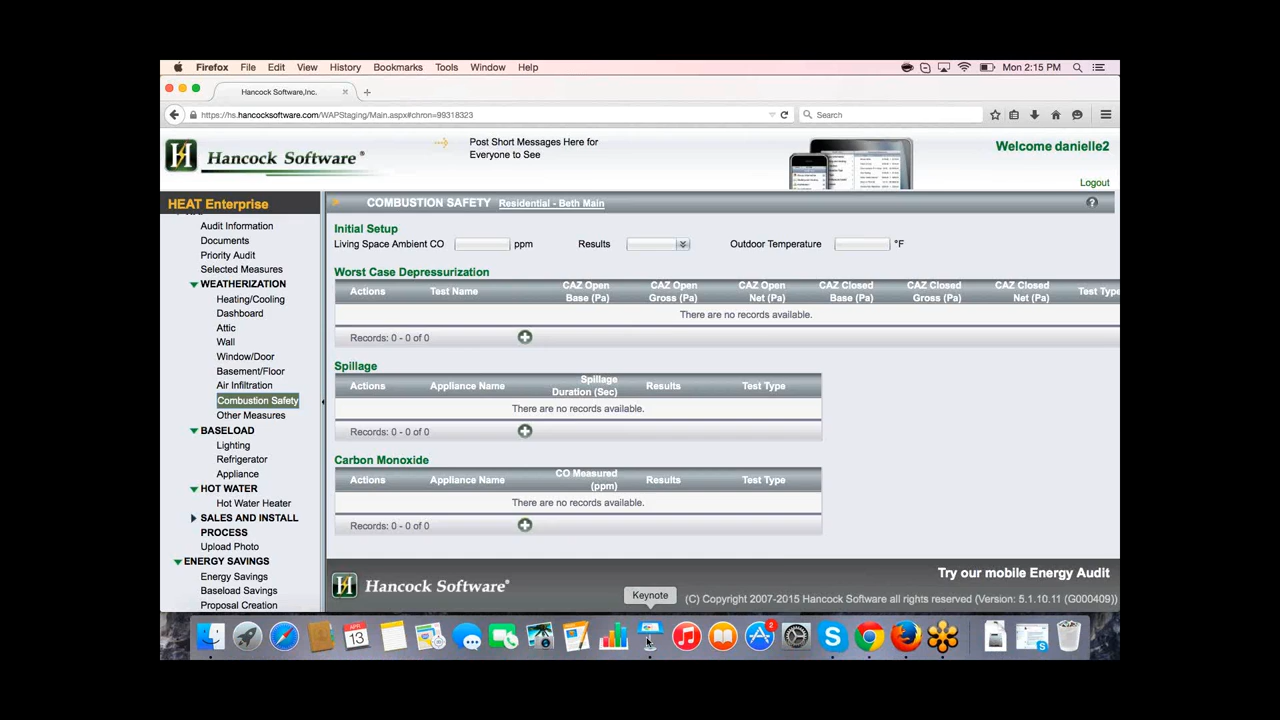 Firefox File Edit View History Bookmarks Tools Window Help Mon 2:15 PM
Hancock Software,Inc.
https://hs.hancocksoftware.com/WAPStaging/Main.aspx#chron=99318323 Search
Hancock Software®
Post Short Messages Here for
Everyone to See
Welcome danielle2
Logout
HEAT Enterprise
Audit Information
Documents
Priority Audit
Selected Measures
WEATHERIZATION
Heating/Cooling
Dashboard
Attic
Wall
Window/Door
Basement/Floor
Air Infiltration
Combustion Safety
Other Measures
BASELOAD
Lighting
Refrigerator
Appliance
HOT WATER
Hot Water Heater
SALES AND INSTALL
PROCESS
Upload Photo
ENERGY SAVINGS
Energy Savings
Baseload Savings
Proposal Creation
COMBUSTION SAFETY Residential - Beth Main
Initial Setup
Living Space Ambient CO ppm Results Outdoor Temperature °F
Worst Case Depressurization
Actions Test Name CAZ Open Base (Pa) CAZ Open Gross (Pa) CAZ Open Net (Pa) CAZ Closed Base (Pa) CAZ Closed Gross (Pa) CAZ Closed Net (Pa) Test Type
There are no records available.
Records: 0 - 0 of 0
Spillage
Actions Appliance Name Spillage Duration (Sec) Results Test Type
There are no records available.
Records: 0 - 0 of 0
Carbon Monoxide
Actions Appliance Name CO Measured (ppm) Results Test Type
There are no records available.
Records: 0 - 0 of 0
Hancock Software®
Try our mobile Energy Audit
(C) Copyright 2007-2015 Hancock Software all rights reserved (Version: 5.1.10.11 (G000409))
Keynote
APR
13
2